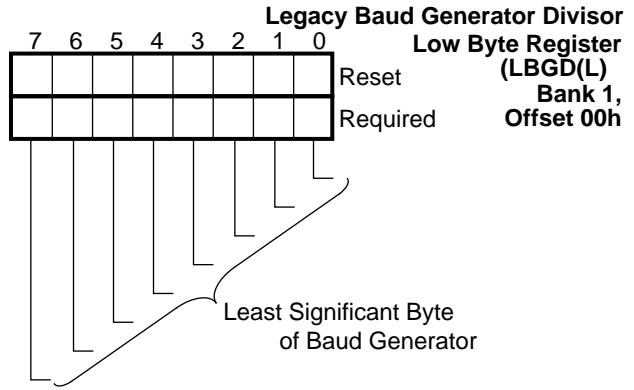 Legacy Baud Generator Divisor
Low Byte Register
(LBGD(L)
Bank 1,
Offset 00h
7 6 5 4 3 2 1 0
Reset
Required
Least Significant Byte
of Baud Generator